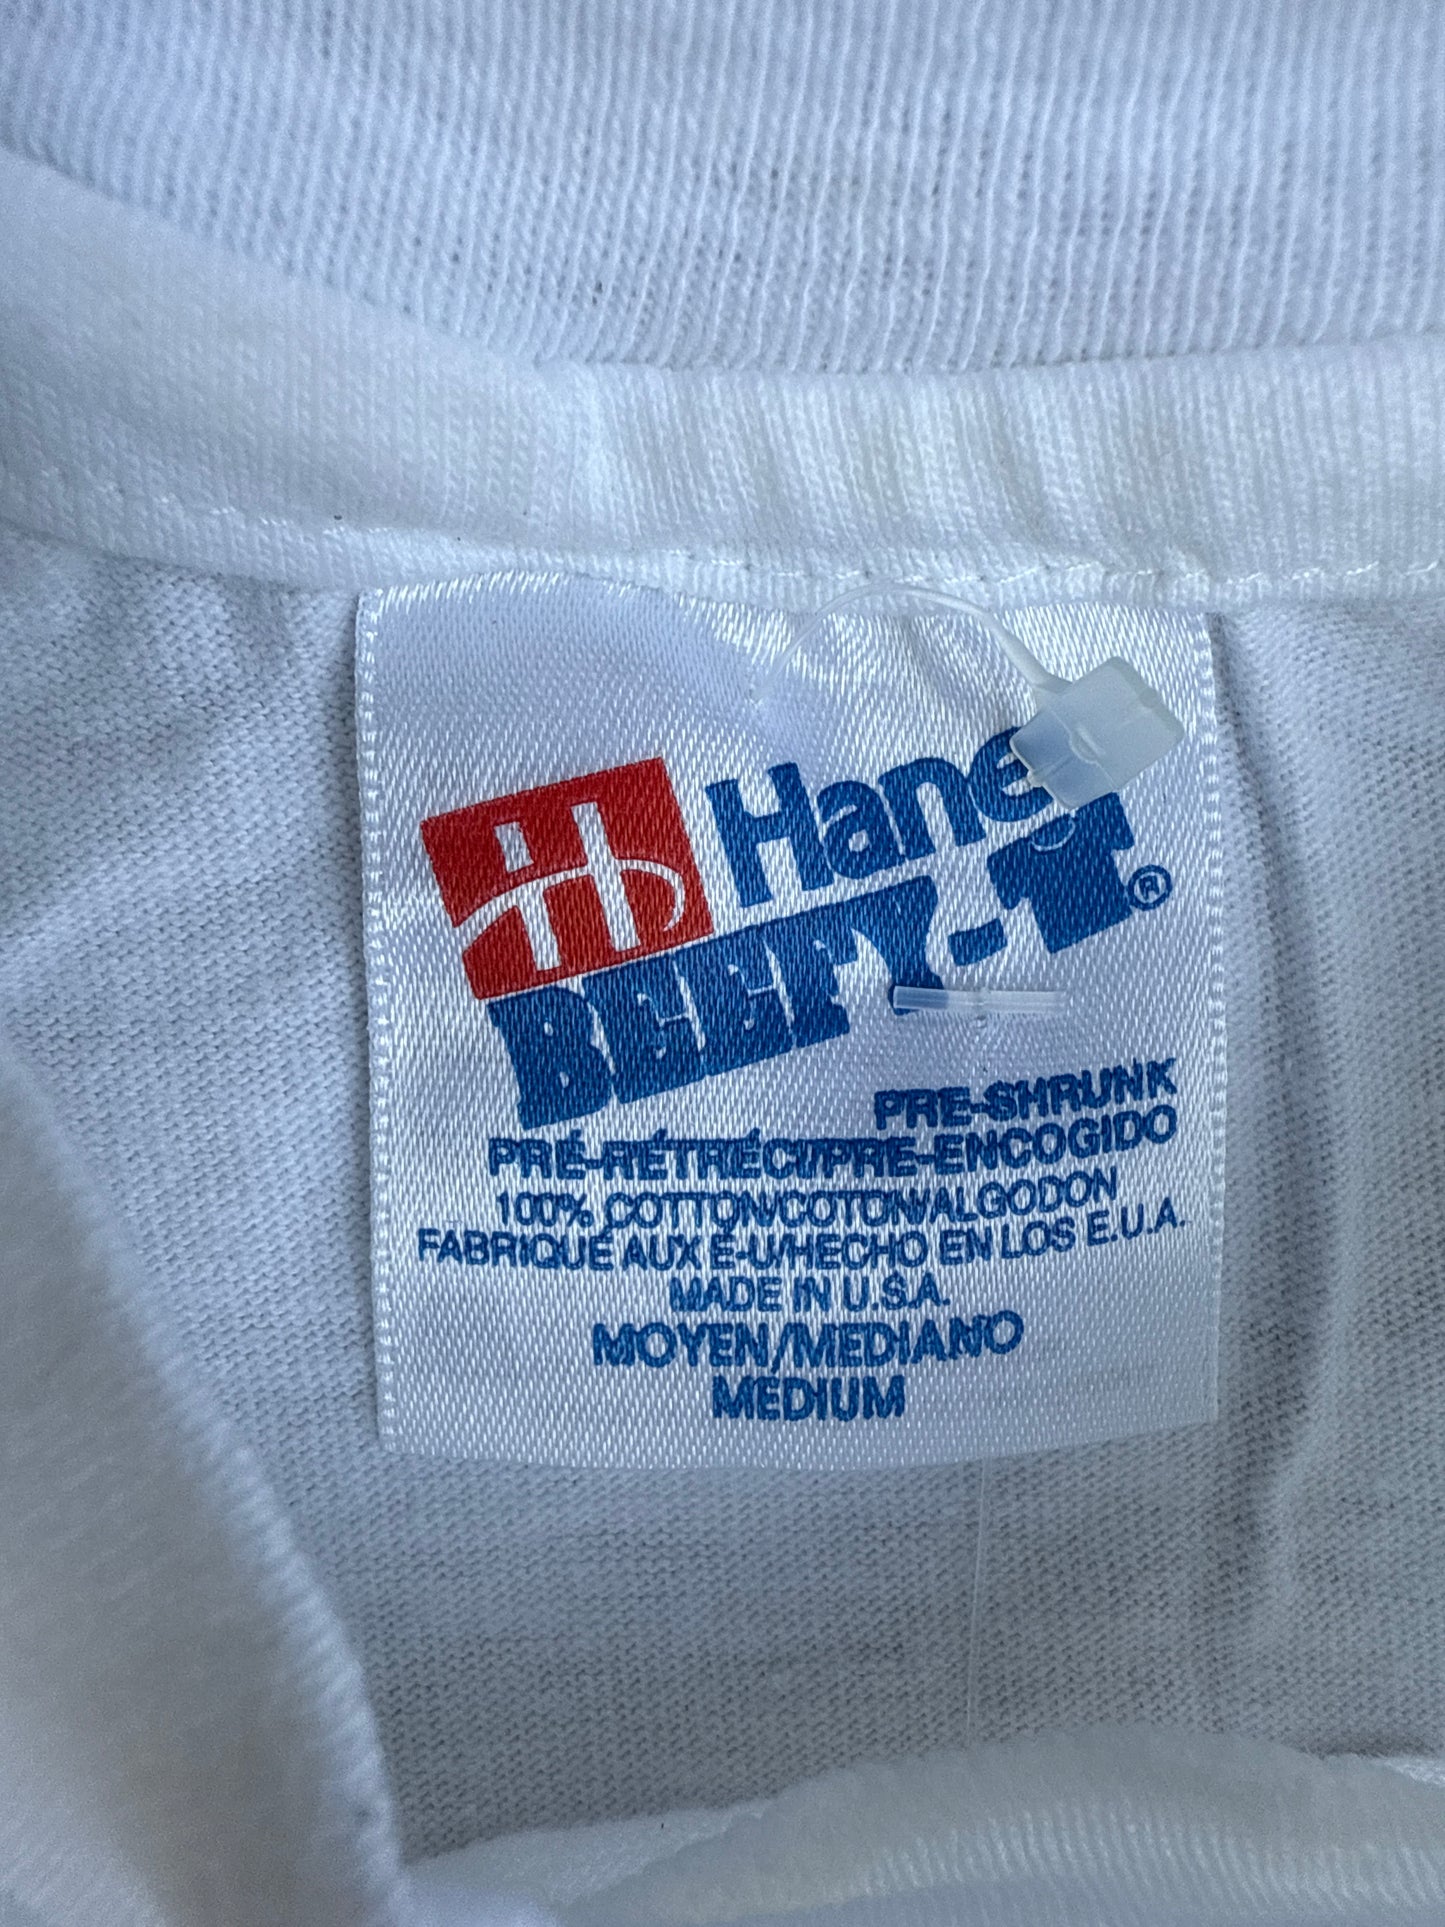 Hanes
BEEFY-T®
PRE-SHRUNK
PRÉ-RÉTRÉCI/PRE-ENCOGIDO
100% COTTON/COTON/ALGODON
FABRIQUÉ AUX É-U/HECHO EN LOS E.U.A.
MADE IN U.S.A.
MOYEN/MEDIANO
MEDIUM